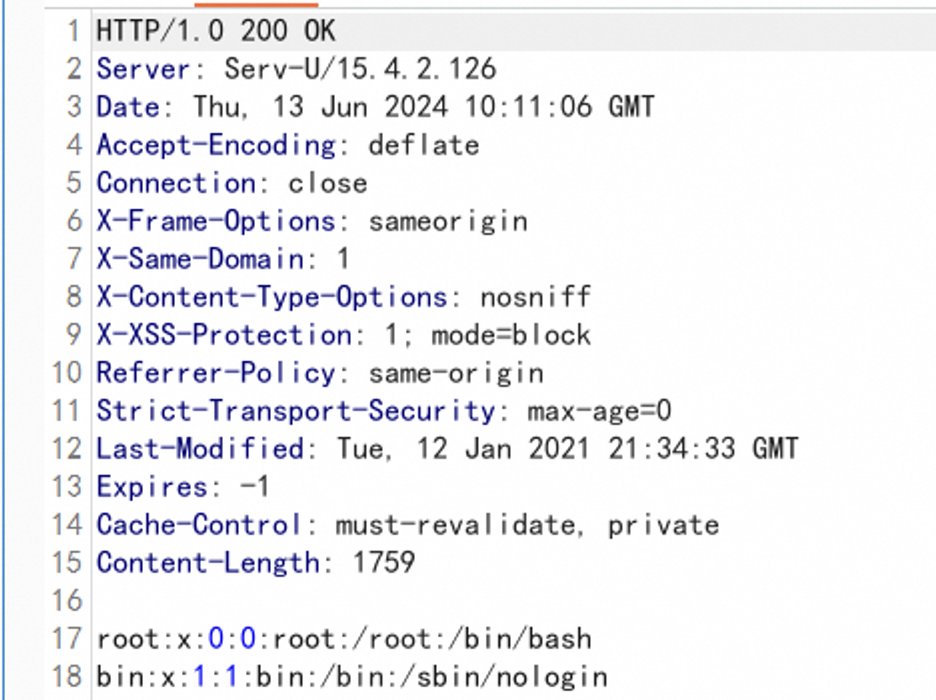 1 HTTP/1.0 200 OK
2 Server: Serv-U/15.4.2.126
3 Date: Thu, 13 Jun 2024 10:11:06 GMT
4 Accept-Encoding: deflate
5 Connection: close
6 X-Frame-Options: sameorigin
7 X-Same-Domain: 1
8 X-Content-Type-Options: nosniff
9 X-XSS-Protection: 1; mode=block
10 Referrer-Policy: same-origin
11 Strict-Transport-Security: max-age=0
12 Last-Modified: Tue, 12 Jan 2021 21:34:33 GMT
13 Expires: -1
14 Cache-Control: must-revalidate, private
15 Content-Length: 1759
16
17 root:x:0:0:root:/root:/bin/bash
18 bin:x:1:1:bin:/bin:/sbin/nologin